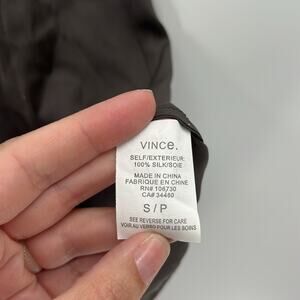 VINCE.
SELF/EXTERIEUR:
100% SILK/SOIE
MADE IN CHINA
FABRIQUE EN CHINE
RN# 106730
CA# 34480
S / P
SEE REVERSE FOR CARE
VOIR AU VERSO POUR LES SOINS